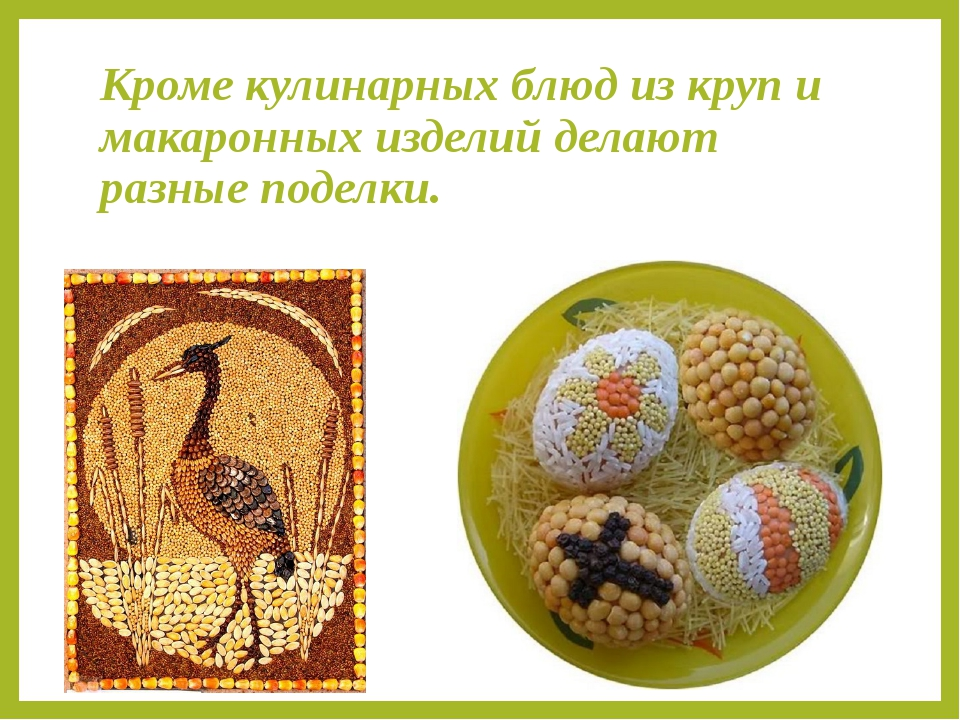 Кроме кулинарных блюд из круп и
макаронных изделий делают
разные поделки.